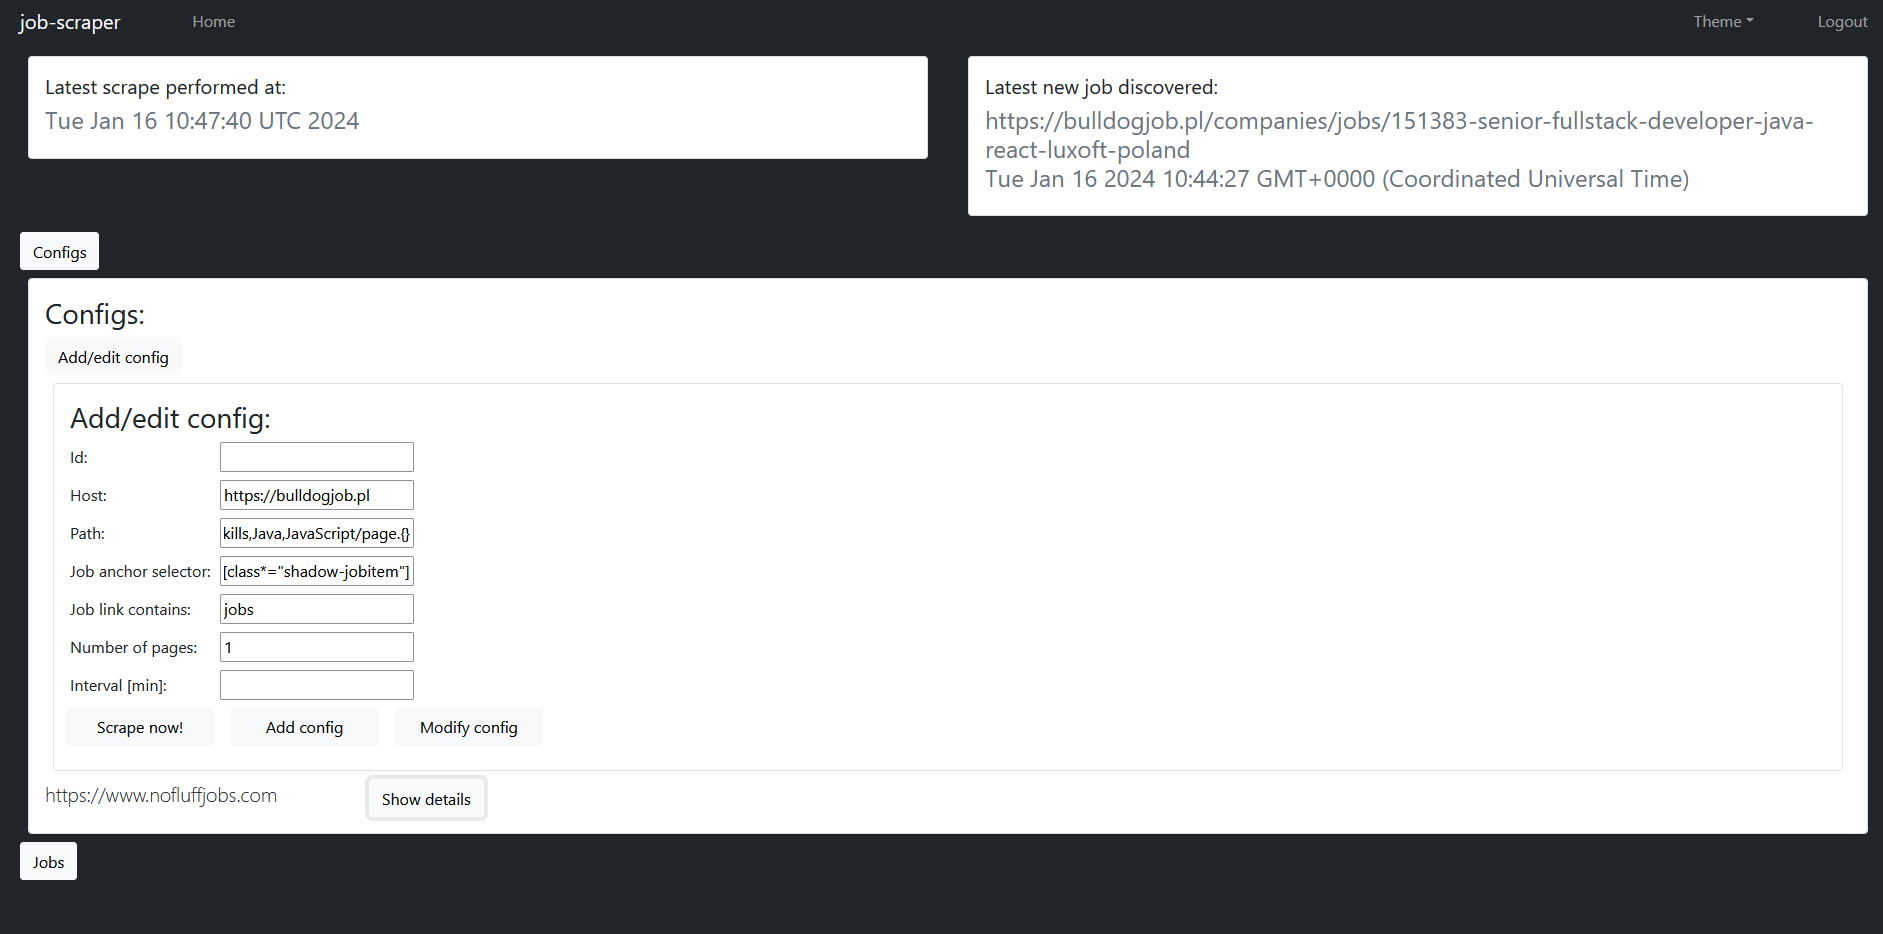 job-scraper
Home
Theme
Logout
Latest scrape performed at:
Tue Jan 16 10:47:40 UTC 2024
Latest new job discovered:
https://bulldogjob.pl/companies/jobs/151383-senior-fullstack-developer-java-
react-luxoft-poland
Tue Jan 16 2024 10:44:27 GMT+0000 (Coordinated Universal Time)
Configs
Configs:
Add/edit config
Add/edit config:
Id:
Host: https://bulldogjob.pl
Path: kills,Java,JavaScript/page.{}
Job anchor selector: [class*="shadow-jobitem"]
Job link contains: jobs
Number of pages: 1
Interval [min]:
Scrape now! Add config Modify config
https://www.nofluffjobs.com Show details
Jobs